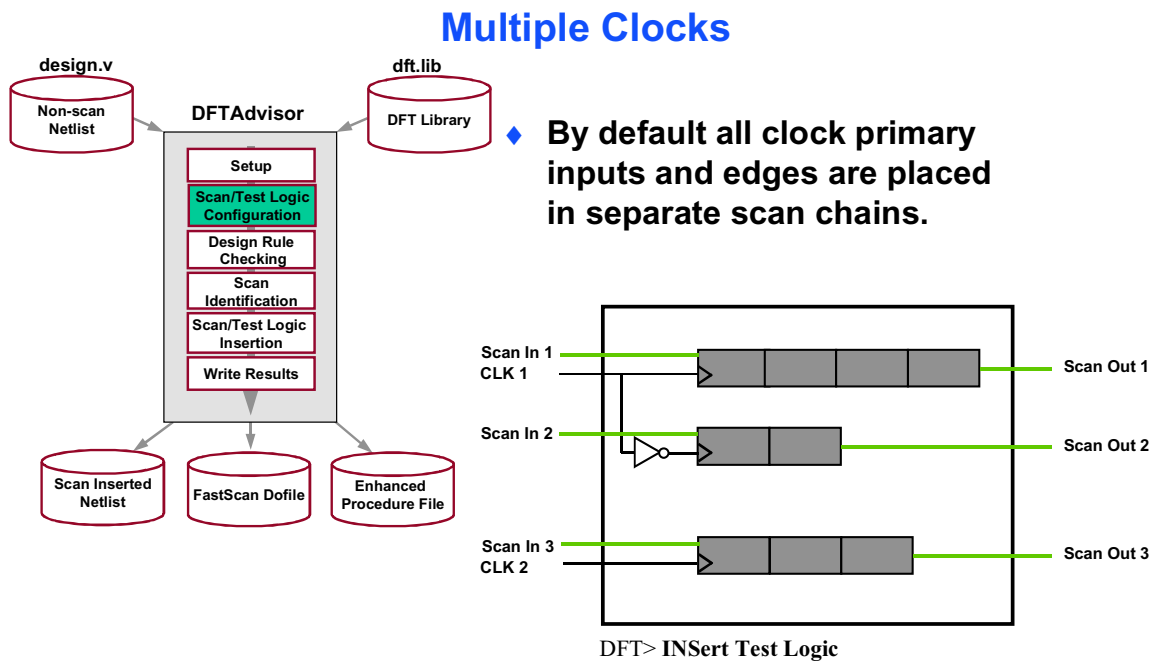 Multiple Clocks
design.v
dft.lib
Non-scan
Netlist
DFTAdvisor
DFT Library
Setup
Scan/Test Logic
Configuration
Design Rule
Checking
Scan
Identification
Scan/Test Logic
Insertion
Write Results
Scan Inserted
Netlist
FastScan Dofile
Enhanced
Procedure File
♦ By default all clock primary
inputs and edges are placed
in separate scan chains.
Scan In 1
CLK 1
Scan Out 1
Scan In 2
Scan Out 2
Scan In 3
CLK 2
Scan Out 3
DFT> INSert Test Logic